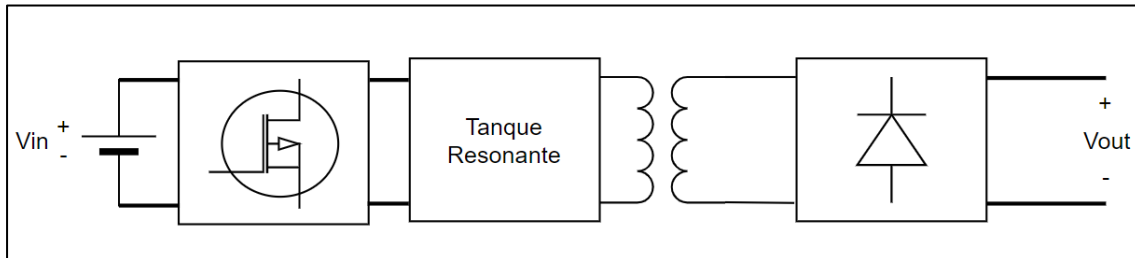 Vin
+
-
Tanque
Resonante
+
Vout
-